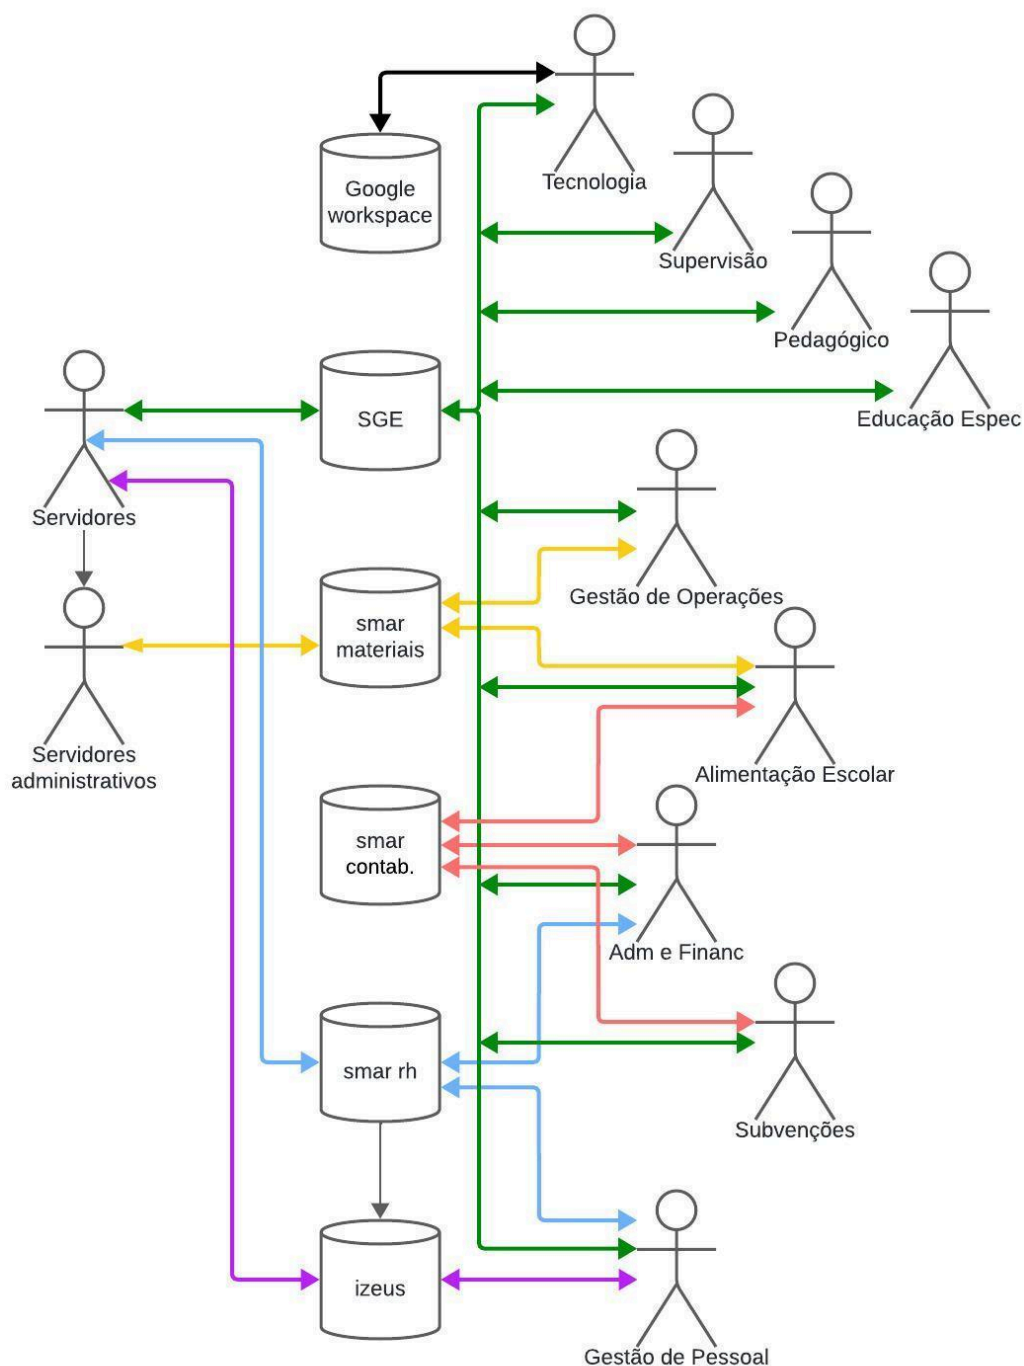 Tecnologia
Google
workspace
Supervisão
Pedagógico
SGE
Educação Espec
Servidores
Gestão de Operações
smar
materiais
Servidores
administrativos
Alimentação Escolar
smar
contab.
Adm e Financ
smar rh
Subvenções
izeus
Gestão de Pessoal